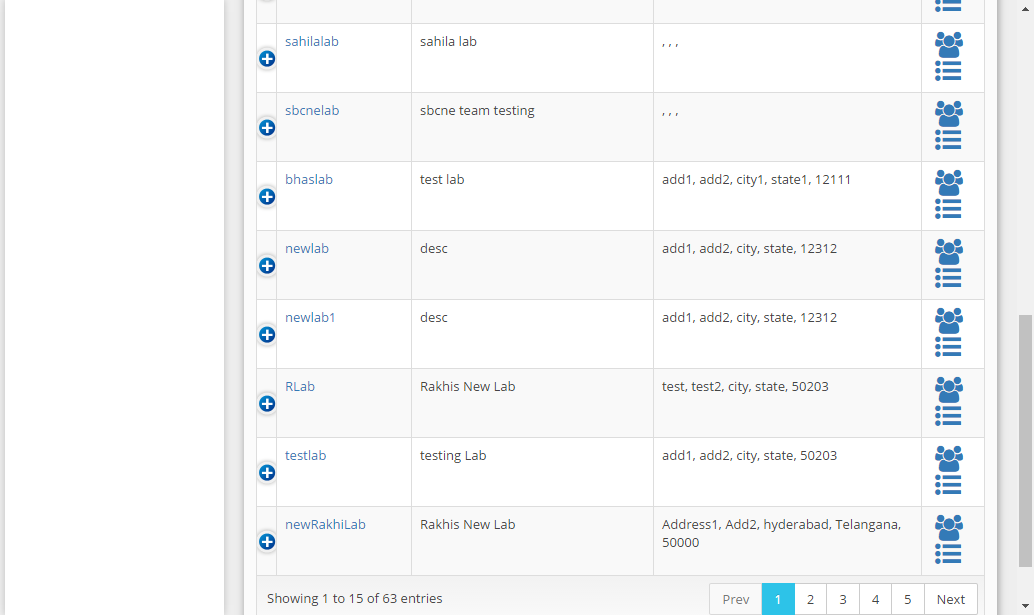 sahilalab sahila lab , , ,
sbcnelab sbcne team testing , , ,
bhaslab test lab add1, add2, city1, state1, 12111
newlab desc add1, add2, city, state, 12312
newlab1 desc add1, add2, city, state, 12312
RLab Rakhis New Lab test, test2, city, state, 50203
testlab testing Lab add1, add2, city, state, 50203
newRakhiLab Rakhis New Lab Address1, Add2, hyderabad, Telangana,
50000
Showing 1 to 15 of 63 entries Prev 1 2 3 4 5 Next